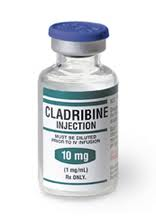 CLADRIBINE
INJECTION
MUST BE DILUTED
PRIOR TO IV INFUSION
10 mg
(1 mg/mL)
Rx ONLY.